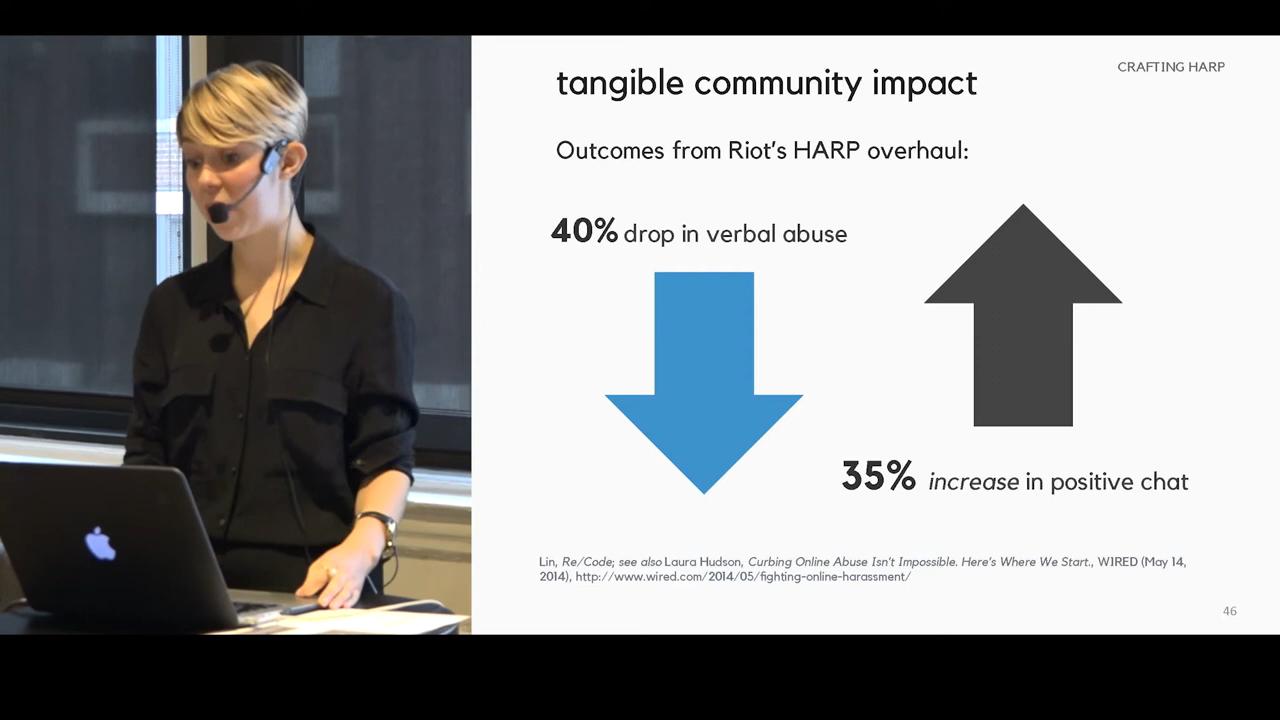 CRAFTING HARP
tangible community impact
Outcomes from Riot's HARP overhaul:
40% drop in verbal abuse
35% increase in positive chat
Lin, Re/Code; see also Laura Hudson, Curbing Online Abuse Isn't Impossible. Here's Where We Start., WIRED (May 14,
2014), http://www.wired.com/2014/05/fighting-online-harassment/
46